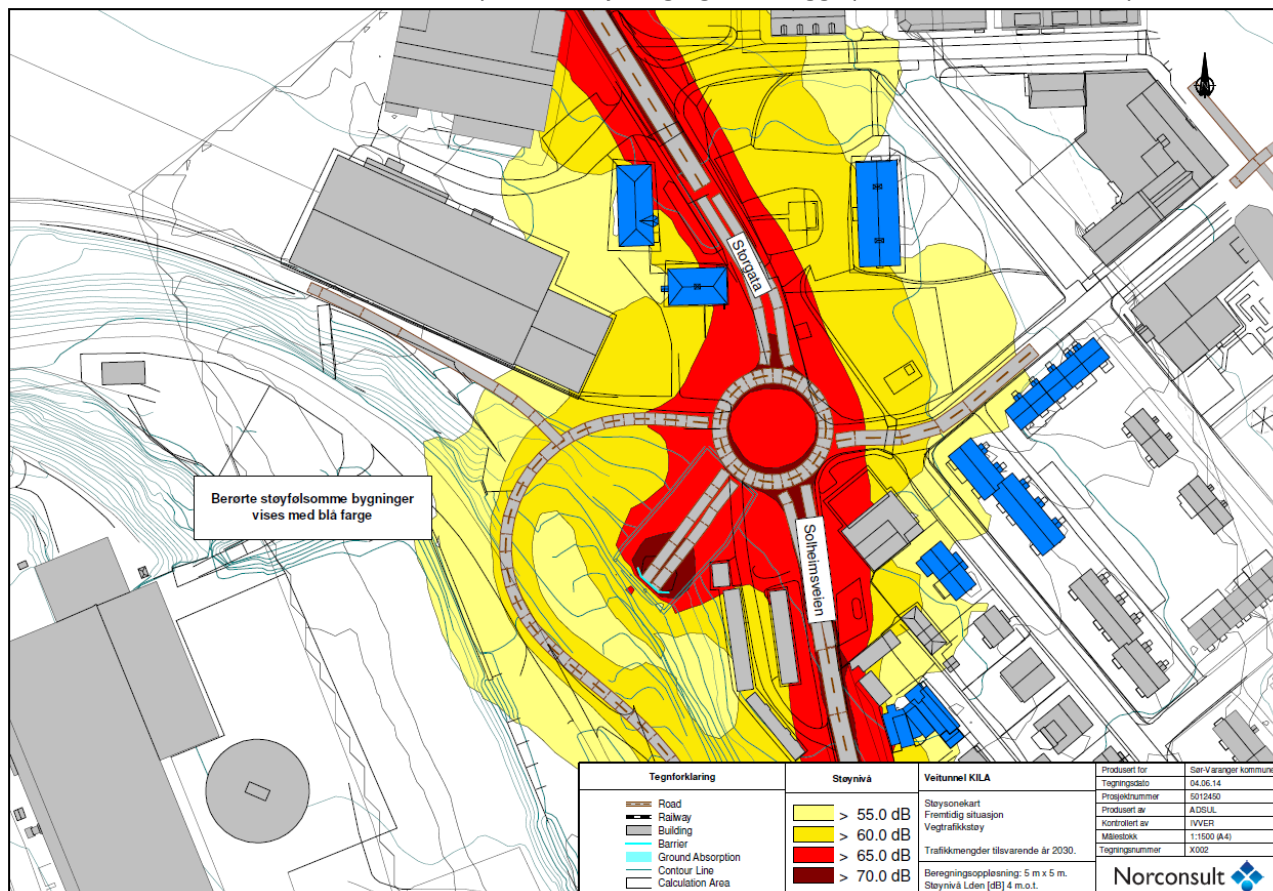 Storgata
Solheimsveien
Berørte støyfølsomme bygninger
vises med blå farge
Tegnforklaring
Road
Railway
Building
Barrier
Ground Absorption
Contour Line
Calculation Area
Støynivå
> 55.0 dB
> 60.0 dB
> 65.0 dB
> 70.0 dB
Veitunnel KILA
Støysonekart
Fremtidig situasjon
Vegtrafikkstøy
Trafikkmengder tilsvarende år 2030.
Beregningsoppløsning: 5 m x 5 m.
Støynivå Lden [dB] 4 m.o.t.
Produsert for Sør-Varanger kommune
Tegningsdato 04.06.14
Prosjektnummer 5012450
Produsert av ADSUL
Kontrollert av IVVER
Målestokk 1:1500 (A4)
Tegningsnummer X002
Norconsult